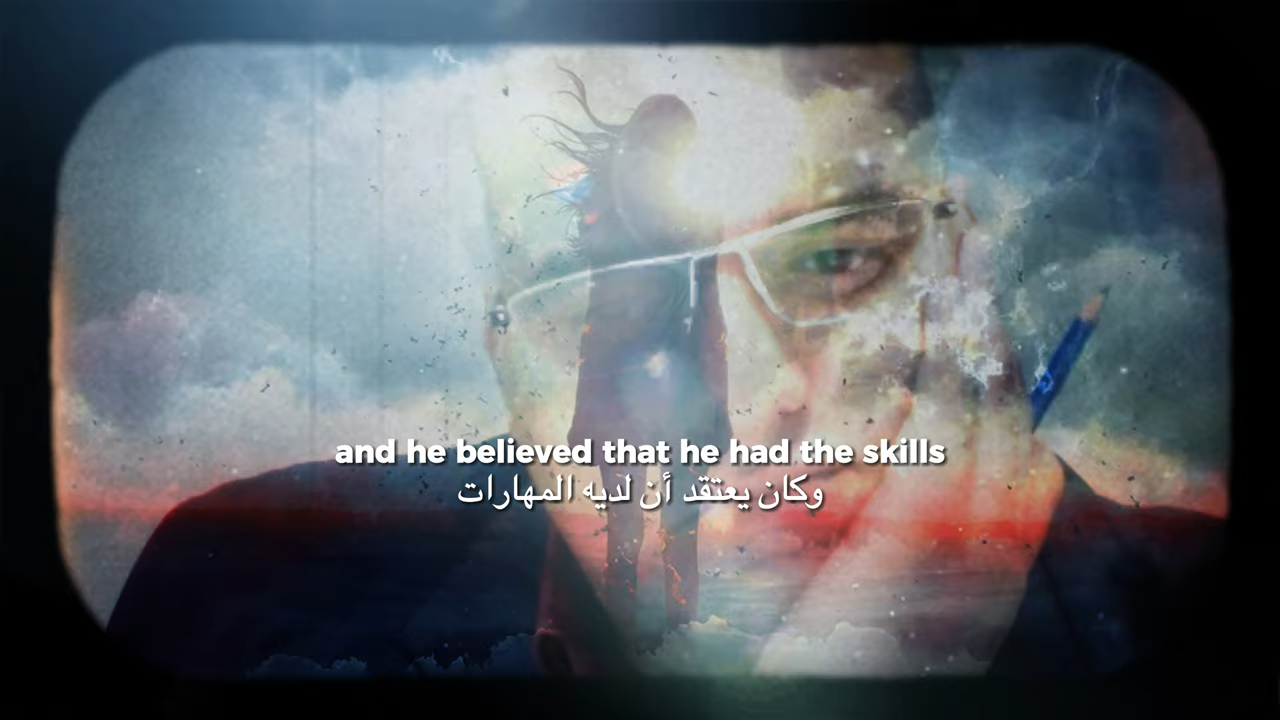 and he believed that he had the skills
وكان يعتقد أن لديه المهارات